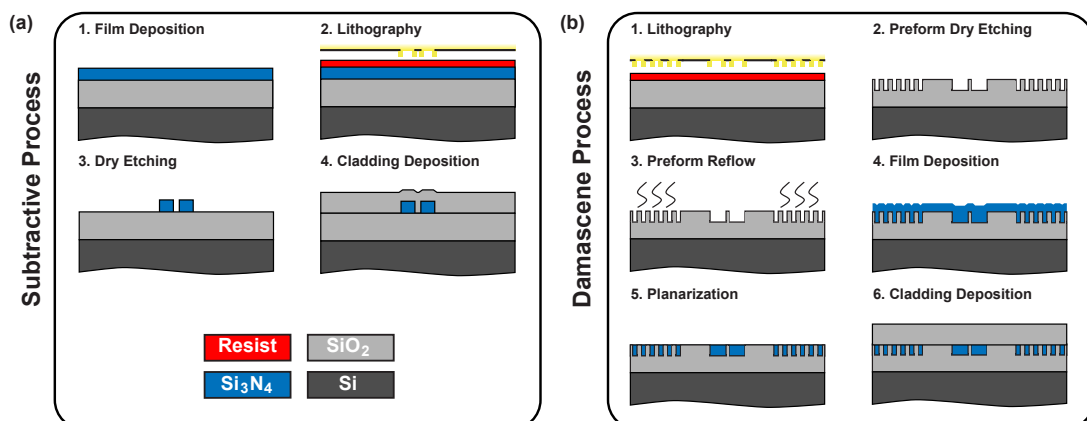 (a)
Subtractive Process
1. Film Deposition
2. Lithography
3. Dry Etching
4. Cladding Deposition
Resist
SiO2
Si3N4
Si
(b)
Damascene Process
1. Lithography
2. Preform Dry Etching
3. Preform Reflow
4. Film Deposition
5. Planarization
6. Cladding Deposition